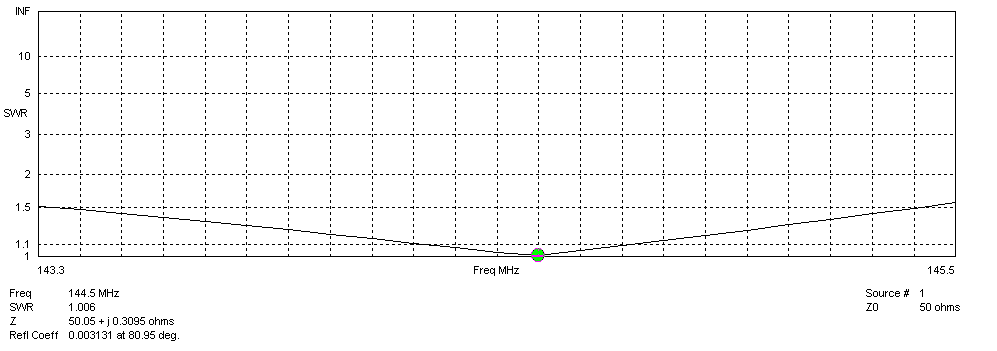 INF
10
5
SWR
3
2
1.5
1.1
1
143.3 Freq MHz 145.5
Freq 144.5 MHz Source # 1
SWR 1.006 Z0 50 ohms
Z 50.05 + j 0.3095 ohms
Refl Coeff 0.003131 at 80.95 deg.